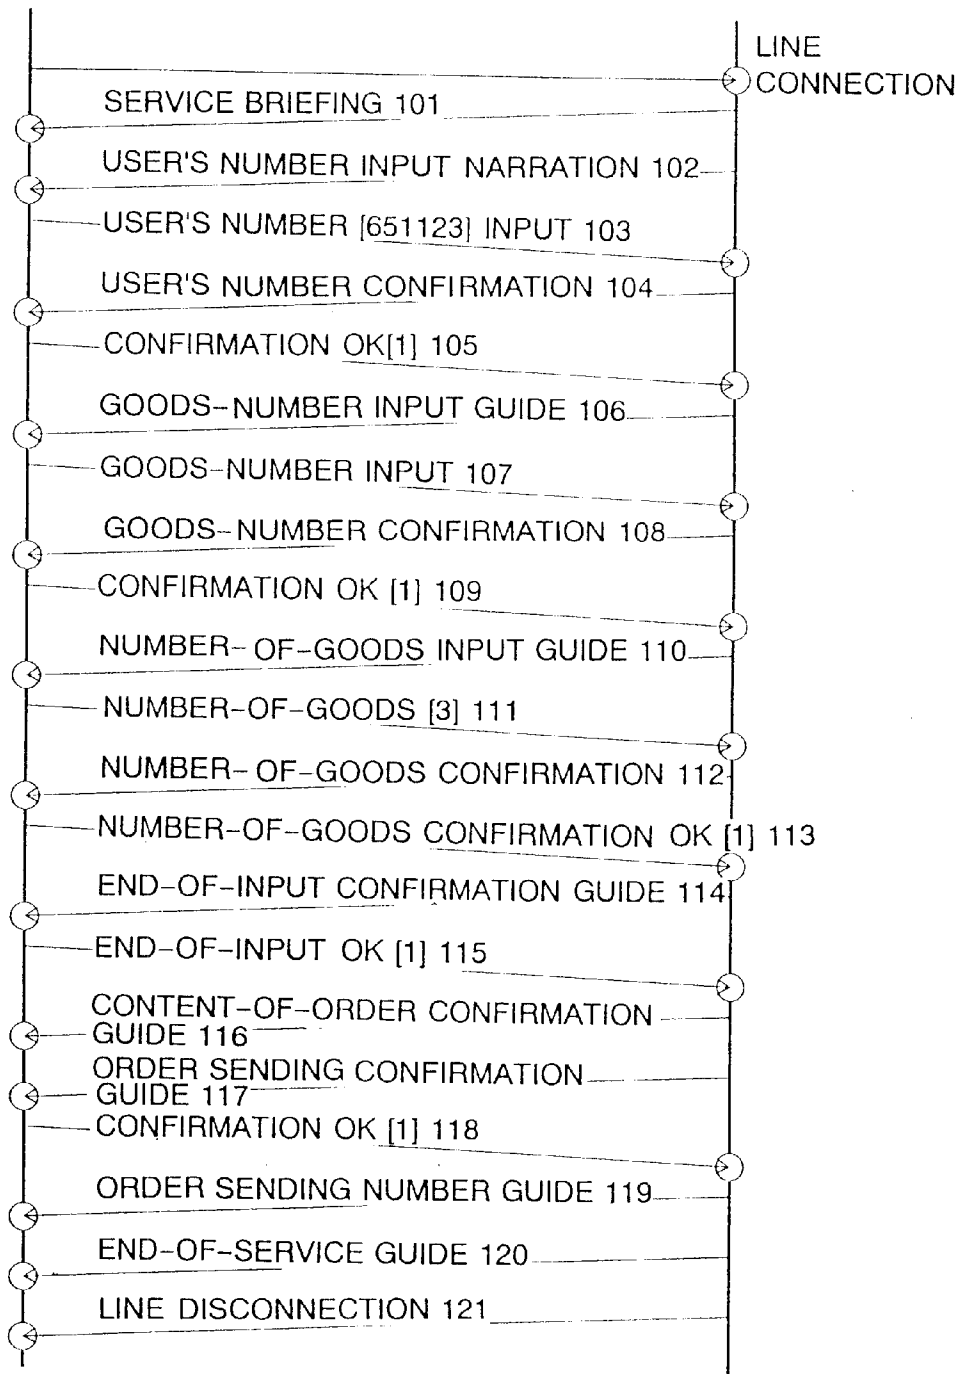 LINE
CONNECTION
SERVICE BRIEFING 101
USER'S NUMBER INPUT NARRATION 102
USER'S NUMBER [651123] INPUT 103
USER'S NUMBER CONFIRMATION 104
CONFIRMATION OK[1] 105
GOODS-NUMBER INPUT GUIDE 106
GOODS-NUMBER INPUT 107
GOODS-NUMBER CONFIRMATION 108
CONFIRMATION OK [1] 109
NUMBER-OF-GOODS INPUT GUIDE 110
NUMBER-OF-GOODS [3] 111
NUMBER-OF-GOODS CONFIRMATION 112
NUMBER-OF-GOODS CONFIRMATION OK [1] 113
END-OF-INPUT CONFIRMATION GUIDE 114
END-OF-INPUT OK [1] 115
CONTENT-OF-ORDER CONFIRMATION
GUIDE 116
ORDER SENDING CONFIRMATION
GUIDE 117
CONFIRMATION OK [1] 118
ORDER SENDING NUMBER GUIDE 119
END-OF-SERVICE GUIDE 120
LINE DISCONNECTION 121